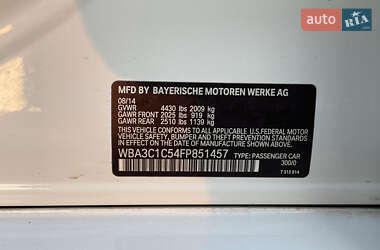 auto RIA
MFD BY BAYERISCHE MOTOREN WERKE AG
08/14
GVWR 4430 lbs 2009 kg
GAWR FRONT 2025 lbs 919 kg
GAWR REAR 2510 lbs 1139 kg
THIS VEHICLE CONFORMS TO ALL APPLICABLE U.S. FEDERAL
MOTOR VEHICLE SAFETY, BUMPER AND THEFT PREVENTION
STANDARDS IN EFFECT ON THE DATE OF MANUFACTURE SHOWN ABOVE.
WBA3C1C54FP851457 TYPE: PASSENGER CAR
300/0
7 313 814